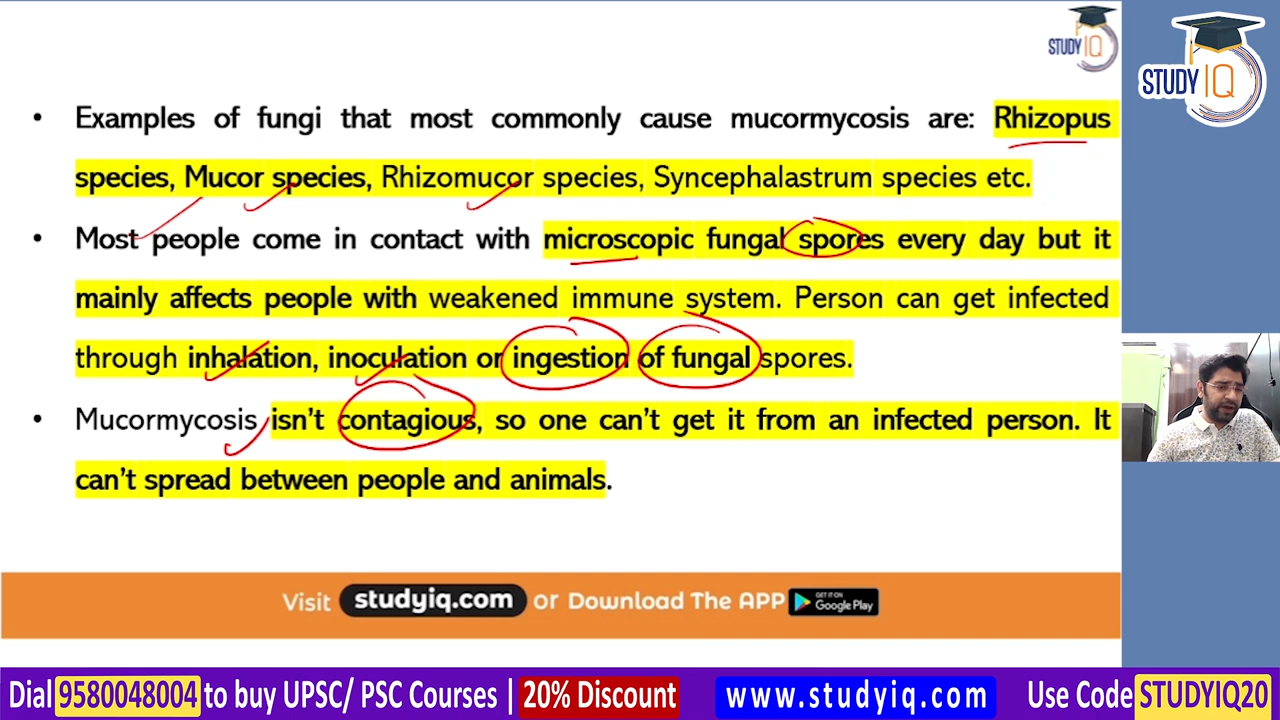 STUDY IQ
STUDY IQ
• Examples of fungi that most commonly cause mucormycosis are: Rhizopus
species, Mucor species, Rhizomucor species, Syncephalastrum species etc.
• Most people come in contact with microscopic fungal spores every day but it
mainly affects people with weakened immune system. Person can get infected
through inhalation, inoculation or ingestion of fungal spores.
• Mucormycosis isn’t contagious, so one can’t get it from an infected person. It
can’t spread between people and animals.
Visit studyiq.com or Download The APP GET IT ON Google Play
Dial 9580048004 to buy UPSC/ PSC Courses | 20% Discount www.studyiq.com Use Code STUDYIQ20